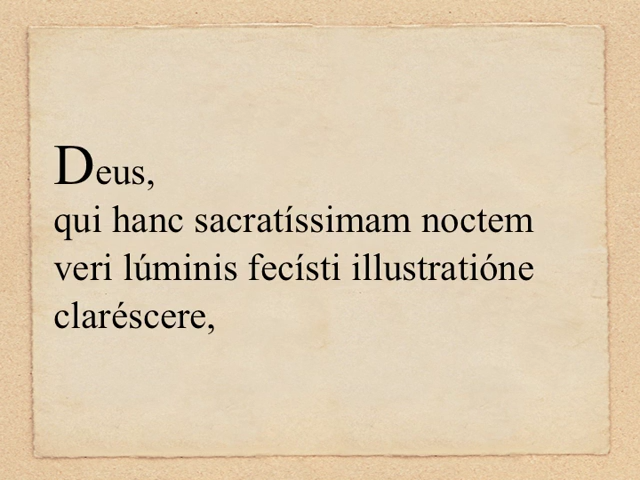 Deus,
qui hanc sacratíssimam noctem
veri lúminis fecísti illustratióne
claréscere,